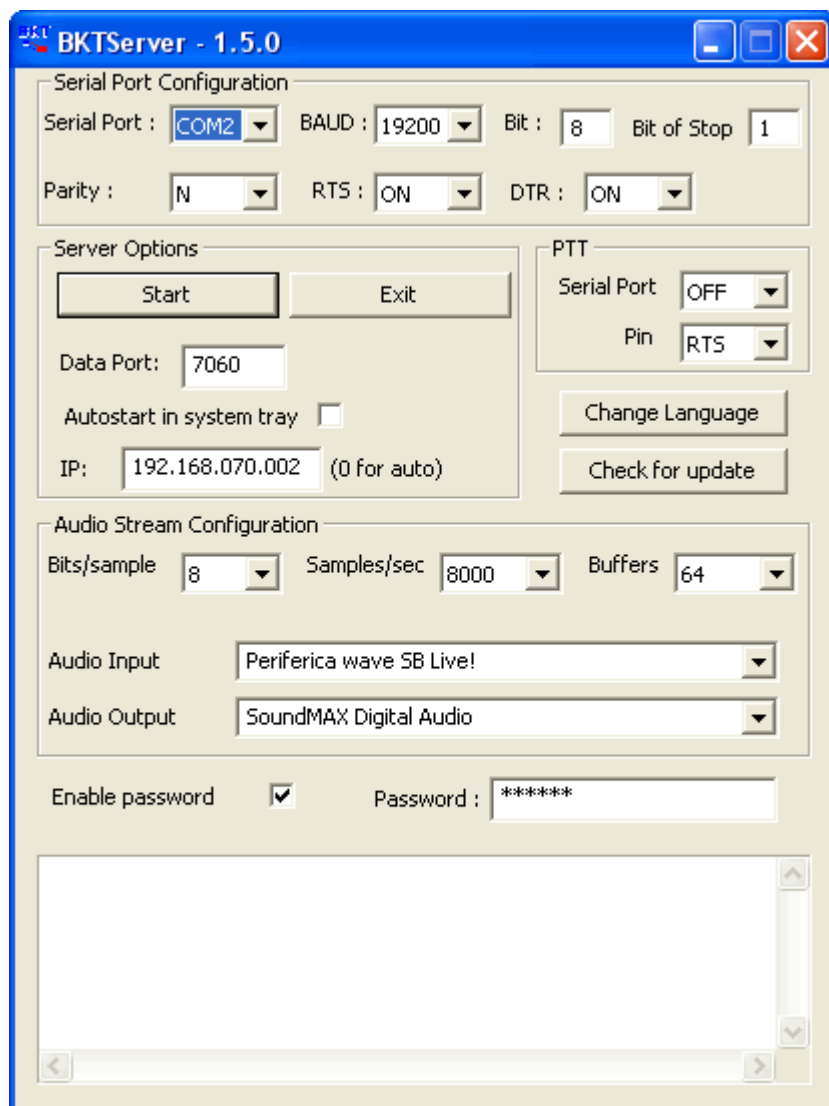 BKT
BKTServer - 1.5.0
Serial Port Configuration
Serial Port : COM2 BAUD : 19200 Bit : 8 Bit of Stop 1
Parity : N RTS : ON DTR : ON
Server Options
Start Exit
Data Port: 7060
Autostart in system tray
IP: 192.168.070.002 (0 for auto)
PTT
Serial Port OFF
Pin RTS
Change Language
Check for update
Audio Stream Configuration
Bits/sample 8 Samples/sec 8000 Buffers 64
Audio Input Periferica wave SB Live!
Audio Output SoundMAX Digital Audio
Enable password Password : ******